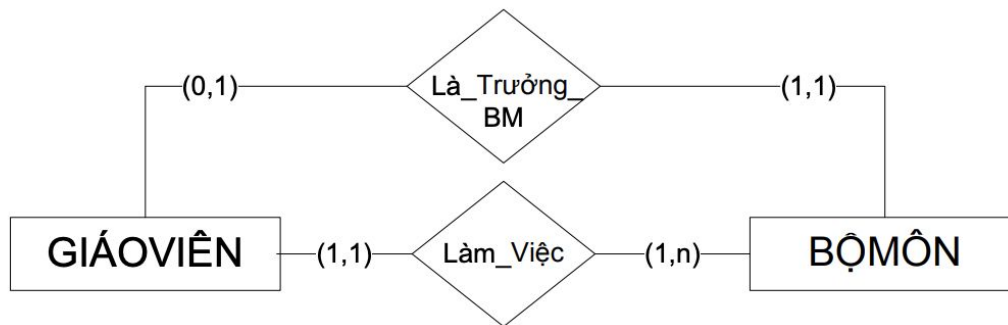 (0,1)
Là_Trưởng_
BM
(1,1)
GIÁOVIÊN
(1,1)
Làm_Việc
(1,n)
BỘMÔN